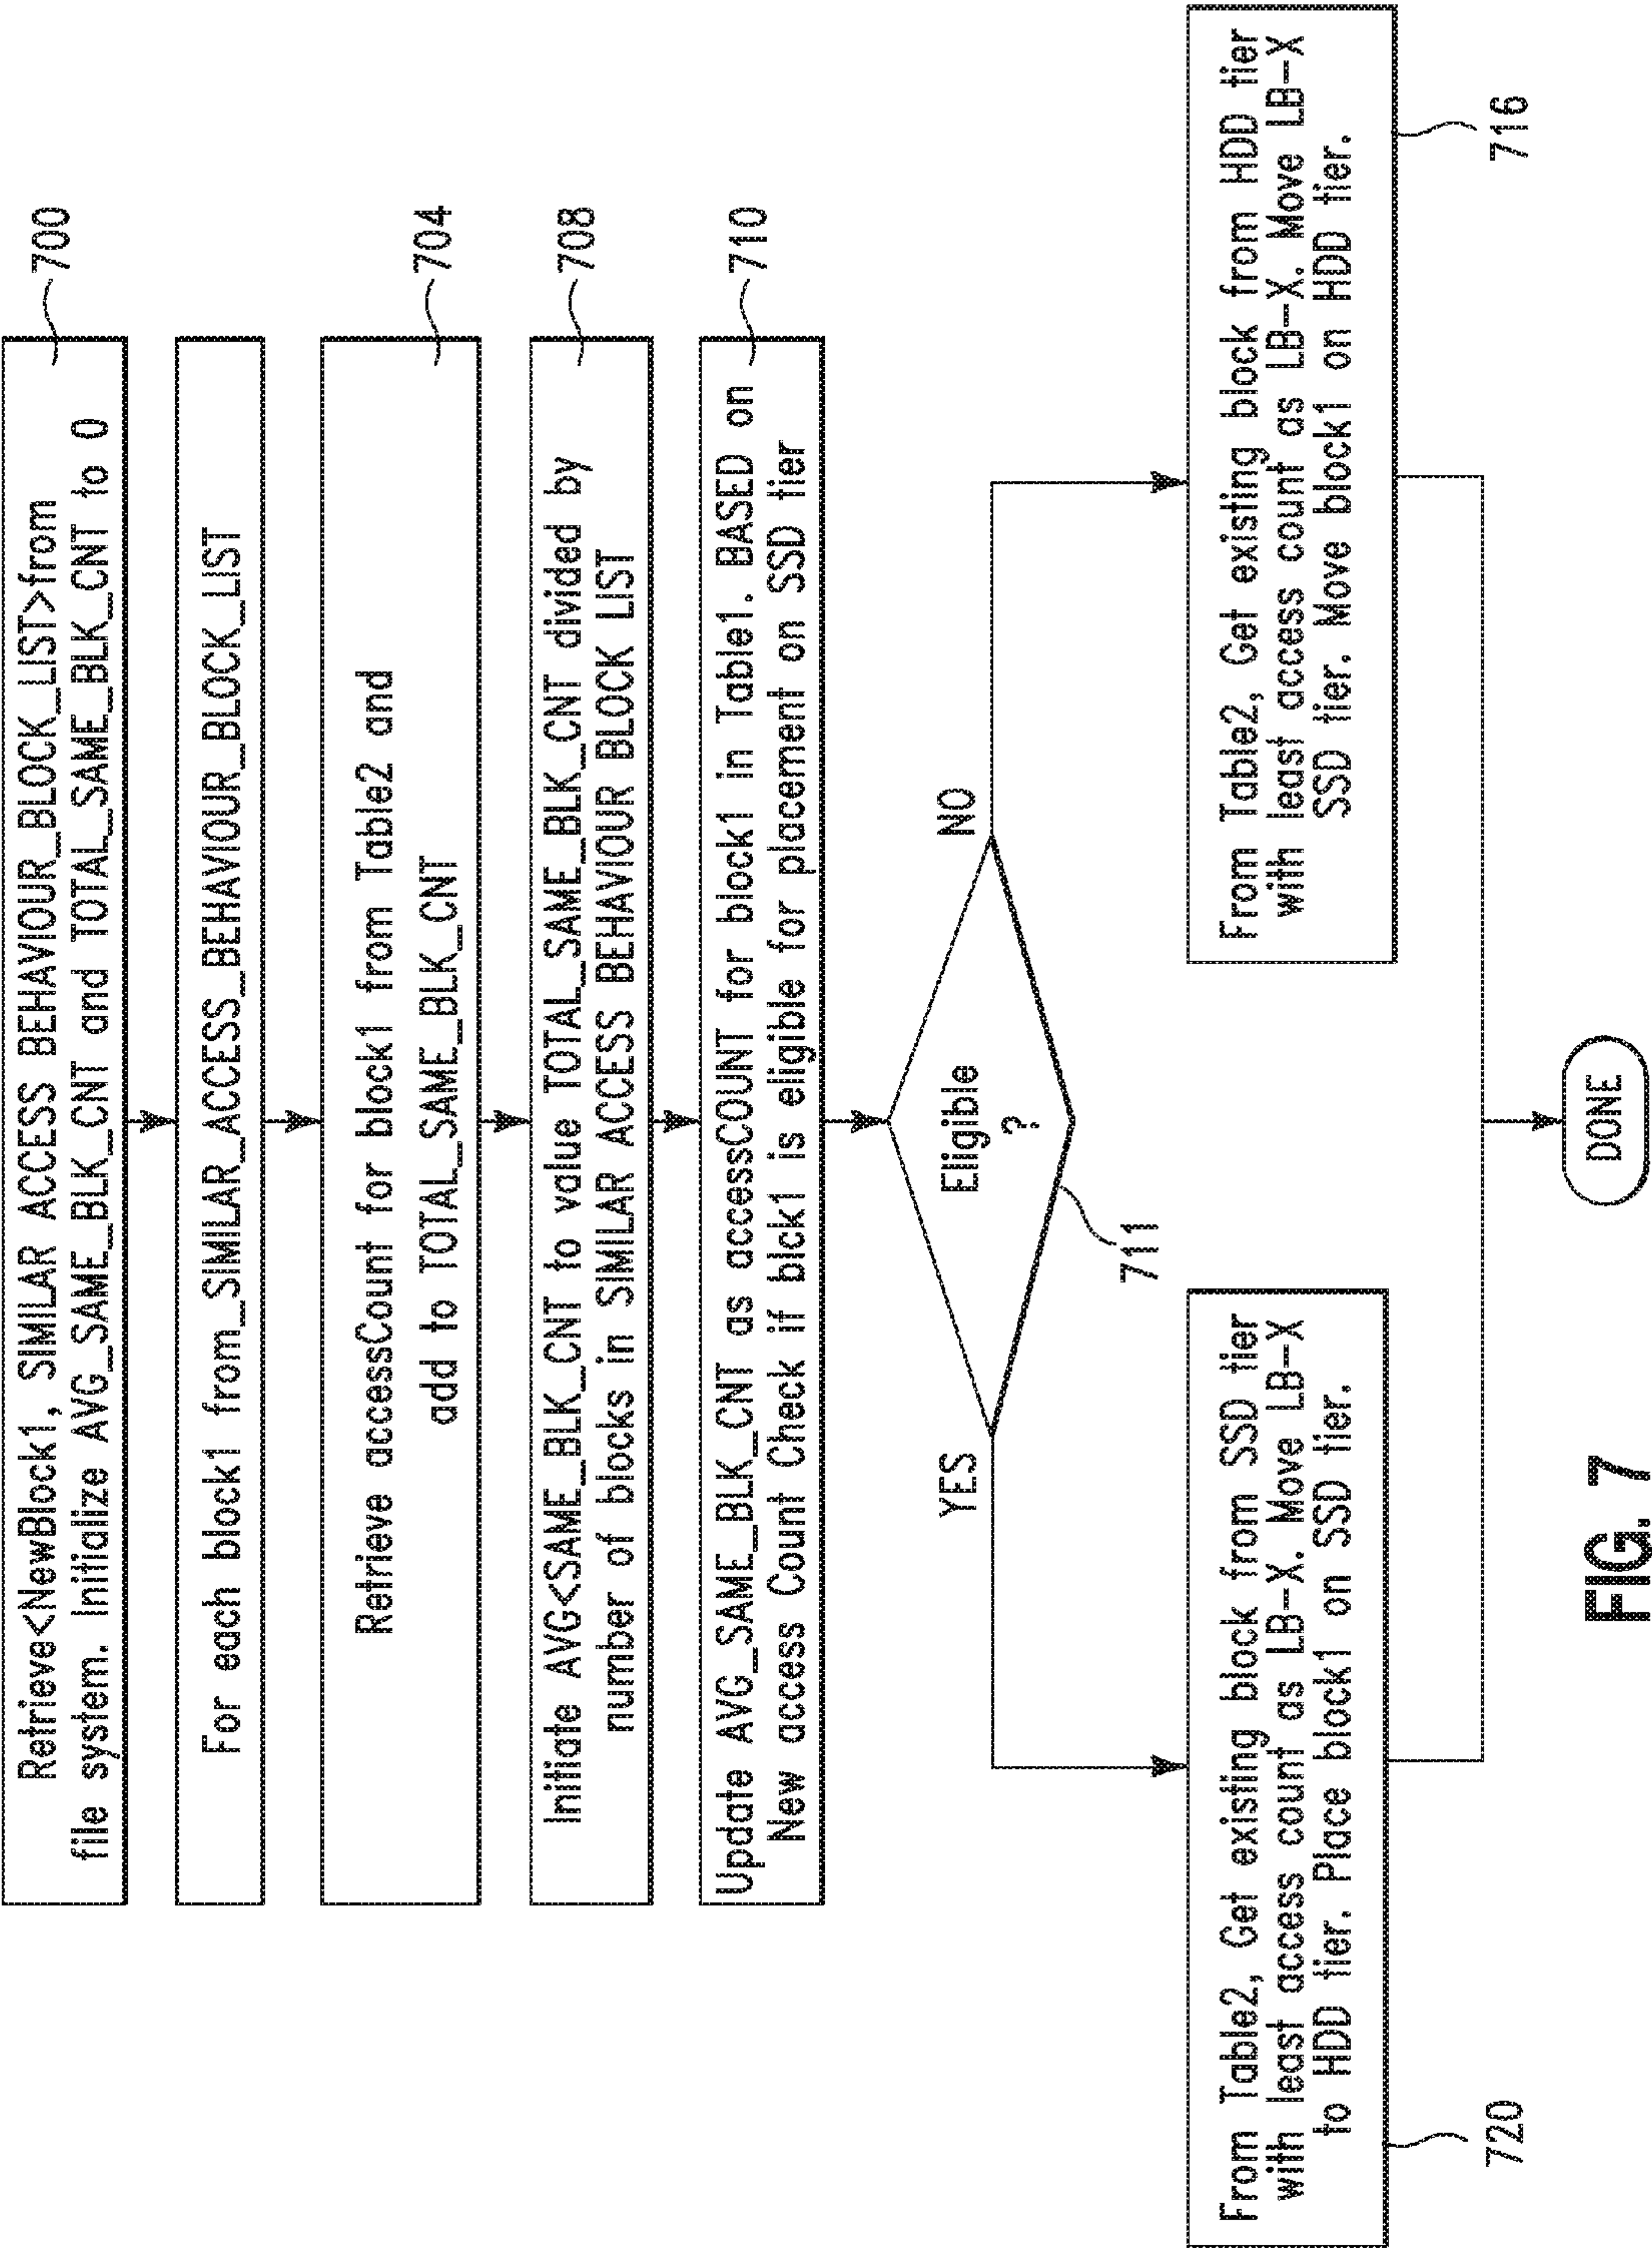 Retrieve<NewBlock1, SIMILAR ACCESS BEHAVIOUR_BLOCK_LIST>from
file system. Initialize AVG_SAME_BLK_CNT and TOTAL_SAME_BLK_CNT to 0
700
For each block1 from_SIMILAR_ACCESS_BEHAVIOUR_BLOCK_LIST
Retrieve accessCount for block1 from Table2 and
add to TOTAL_SAME_BLK_CNT
704
Initiate AVG<SAME_BLK_CNT to value TOTAL_SAME_BLK_CNT divided by
number of blocks in SIMILAR ACCESS BEHAVIOUR BLOCK LIST
708
Update AVG_SAME_BLK_CNT as accessCOUNT for block1 in Table1. BASED on
New access Count Check if blck1 is eligible for placement on SSD tier
710
Eligible
?
711
YES
NO
From Table2, Get existing block from SSD tier
with least access count as LB-X. Move LB-X
to HDD tier. Place block1 on SSD tier.
720
From Table2, Get existing block from HDD tier
with least access count as LB-X. Move LB-X
SSD tier. Move block1 on HDD tier.
716
DONE
FIG. 7